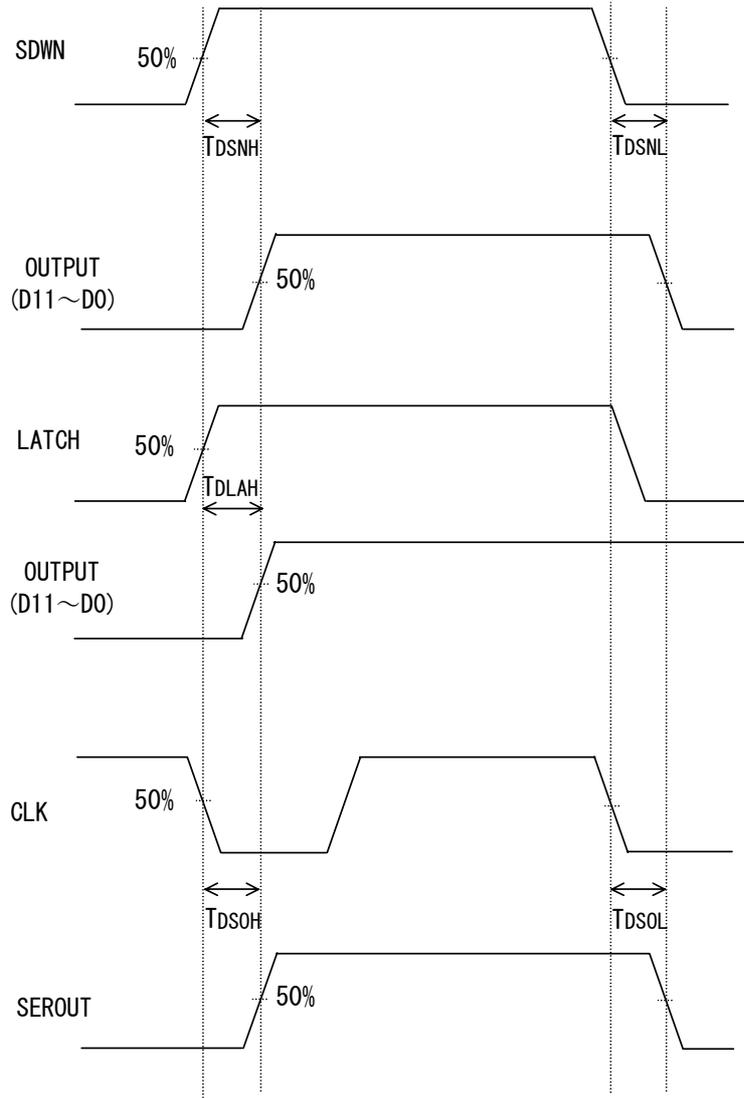 SDWN
50%
TDSNH
TDSNL
OUTPUT
(D11～D0)
50%
LATCH
50%
TDLAH
OUTPUT
(D11～D0)
50%
CLK
50%
TDSOH
TDSOL
SEROUT
50%